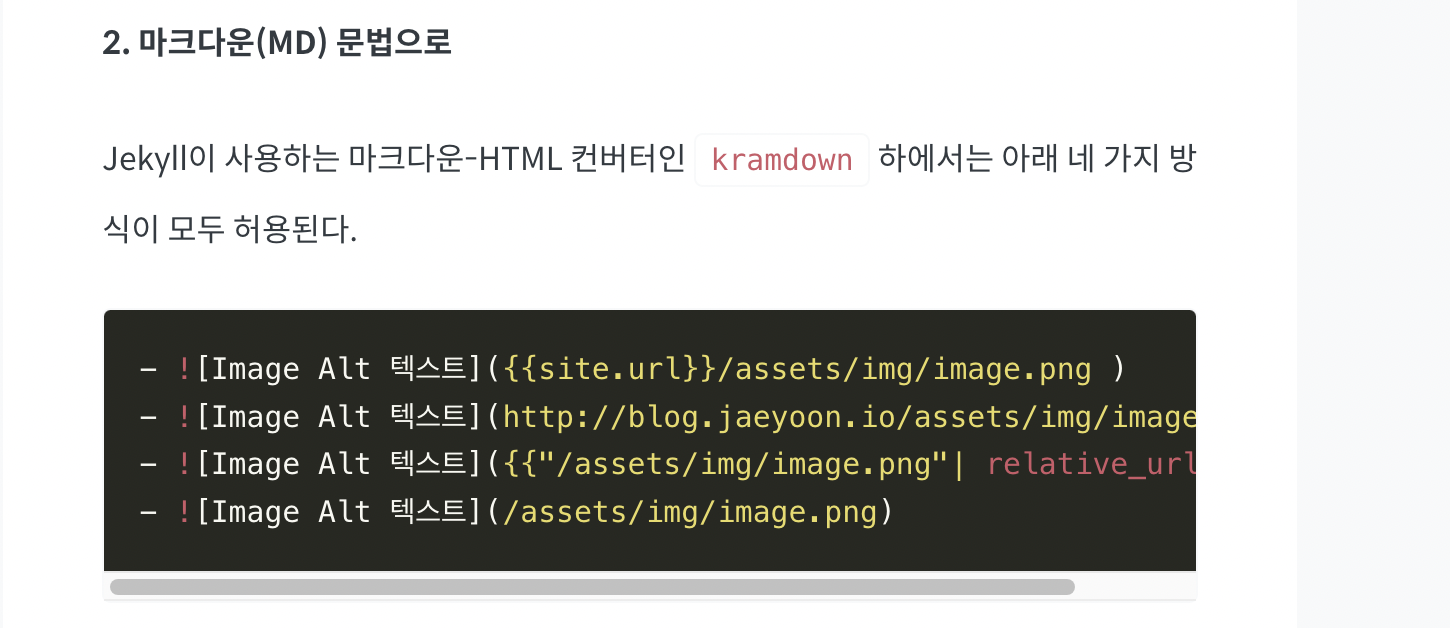 2. 마크다운(MD) 문법으로
Jekyll이 사용하는 마크다운-HTML 컨버터인 kramdown 하에서는 아래 네 가지 방
식이 모두 허용된다.
- ![Image Alt 텍스트]({{site.url}}/assets/img/image.png )
- ![Image Alt 텍스트](http://blog.jaeyoon.io/assets/img/image
- ![Image Alt 텍스트]({{"/assets/img/image.png"| relative_url
- ![Image Alt 텍스트](/assets/img/image.png)